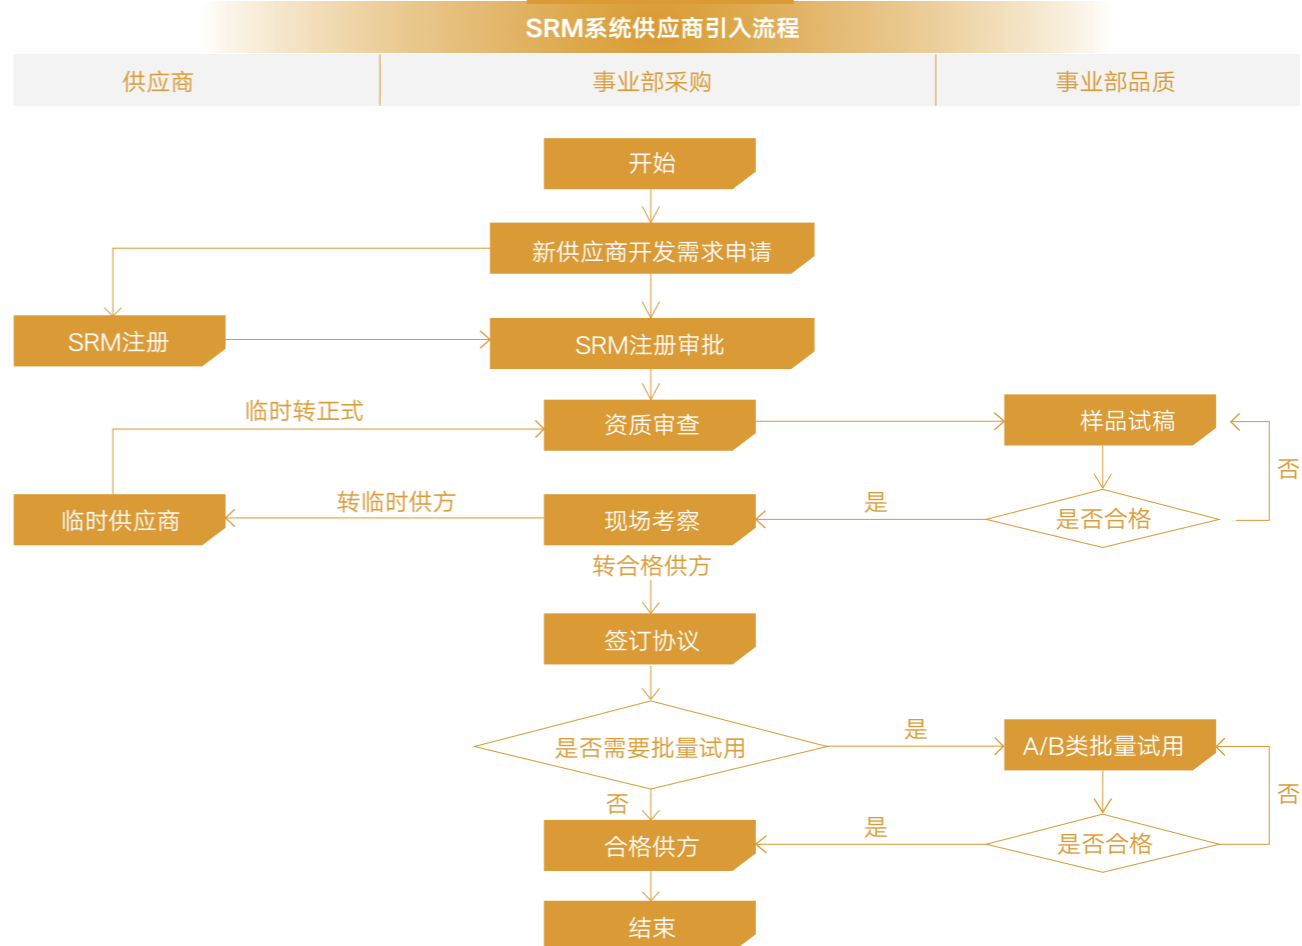 SRM系统供应商引入流程
供应商
事业部采购
事业部品质
开始
新供应商开发需求申请
SRM注册
SRM注册审批
临时转正式
资质审查
样品试稿
否
临时供应商
转临时供方
现场考察
是
是否合格
转合格供方
签订协议
是否需要批量试用
是
A/B类批量试用
否
否
合格供方
是
是否合格
结束